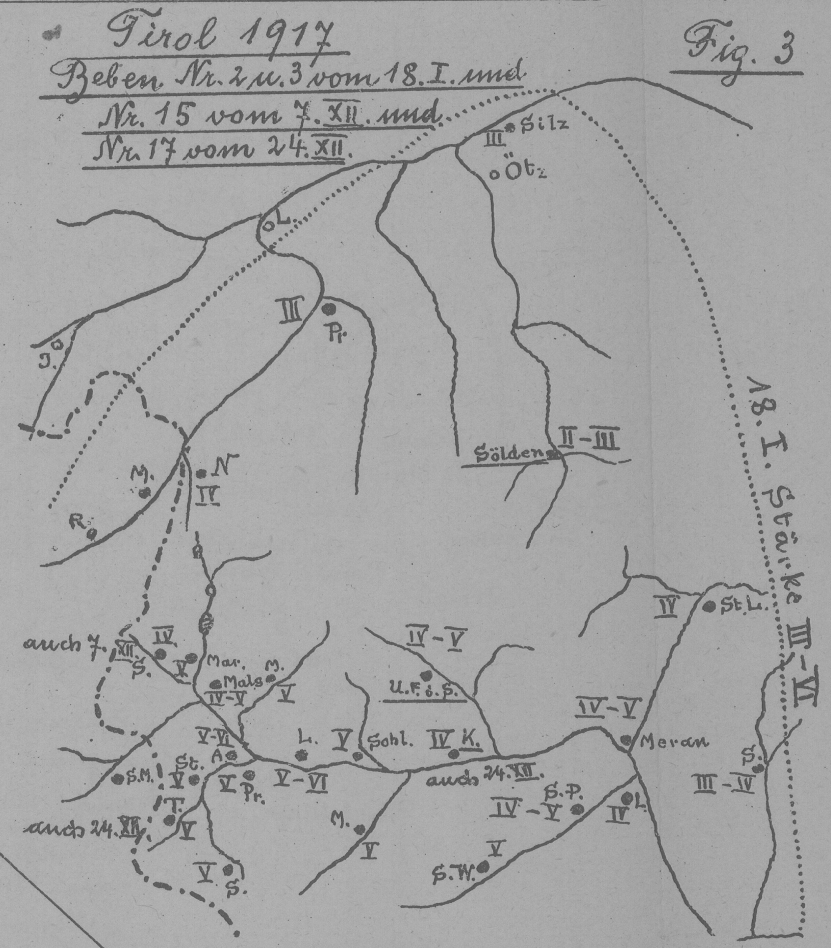 Tirol 1917
Fig. 3
Beben Nr. 2 u. 3 vom 18. I. und
Nr. 15 vom 7. XII. und
Nr. 17 vom 24. XII.
III Silz
Ötz
L.
III
Pr.
J.
18. I. Stärke III-VI
II-III
Sölden
M.
N
IV
R.
IV
St. L.
auch 7. XII.
IV
S.
V
Mar.
Mals
IV-V
M.
V
IV-V
U. F. ö. S.
IV-V
Meran
V-VI
A
L.
V
Schl.
IV K.
auch 24. XII.
S. M.
St.
V
V
Pr.
V-VI
S.
III-IV
S. P.
IV-V
L.
IV
T.
V
auch 24. XII.
M.
V
V
S.
V
S. W.